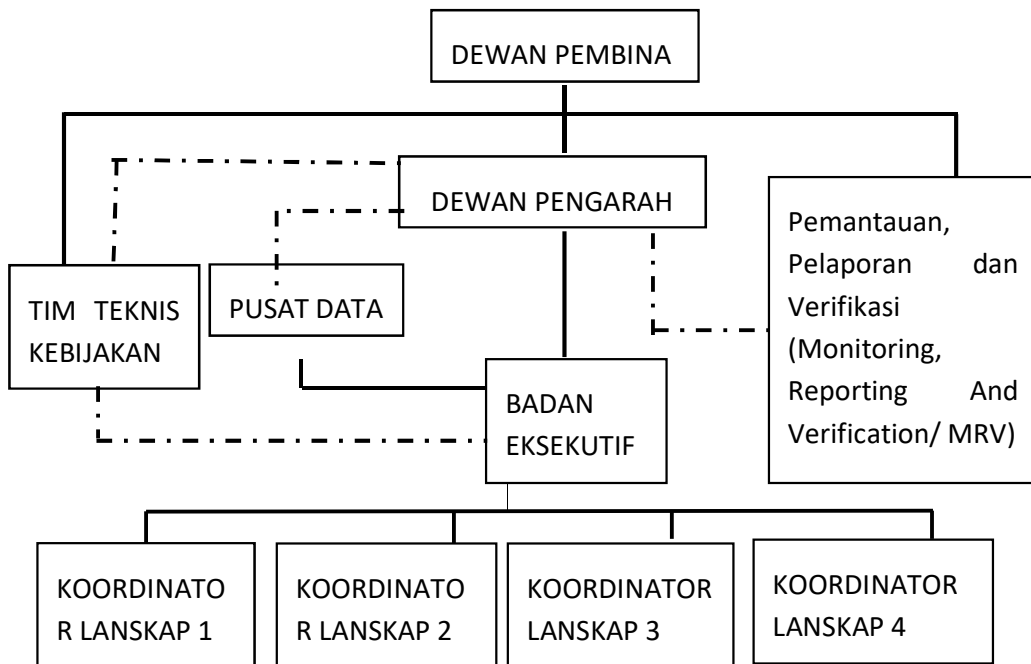 DEWAN PEMBINA
DEWAN PENGARAH
Pemantauan,
Pelaporan dan
Verifikasi
(Monitoring,
Reporting And
Verification/ MRV)
TIM TEKNIS
KEBIJAKAN
PUSAT DATA
BADAN
EKSEKUTIF
KOORDINATO
R LANSKAP 1
KOORDINATO
R LANSKAP 2
KOORDINATOR
LANSKAP 3
KOORDINATOR
LANSKAP 4